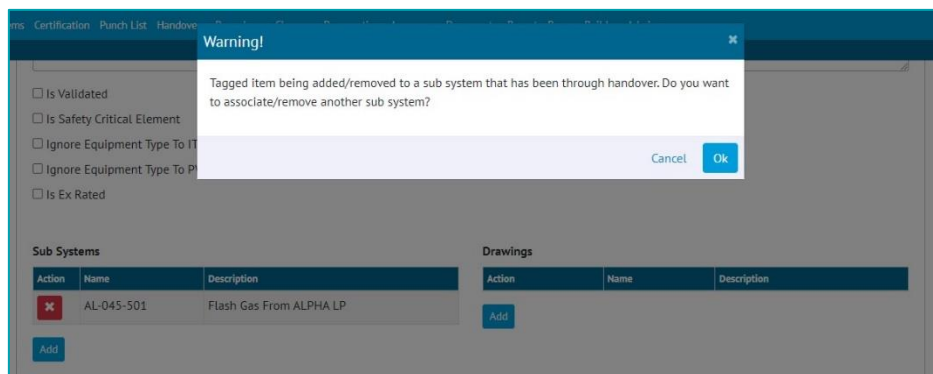 Certification Punch List Handove
Warning!
Tagged item being added/removed to a sub system that has been through handover. Do you want
to associate/remove another sub system?
Cancel Ok
Is Validated
Is Safety Critical Element
Ignore Equipment Type To IT
Ignore Equipment Type To P
Is Ex Rated
Sub Systems
Drawings
Action Name Description
Action Name Description
AL-045-501 Flash Gas From ALPHA LP
Add
Add